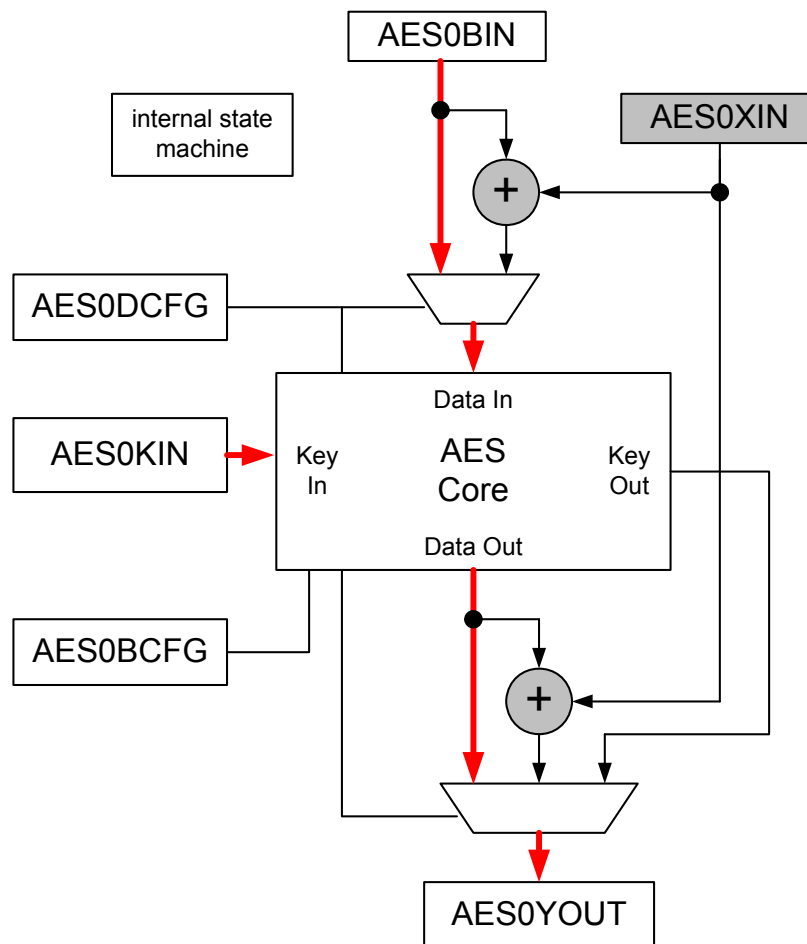 AES0BIN
internal state
machine
AES0XIN
+
AES0DCFG
Data In
AES0KIN
Key
In
AES
Core
Key
Out
Data Out
AES0BCFG
+
AES0YOUT